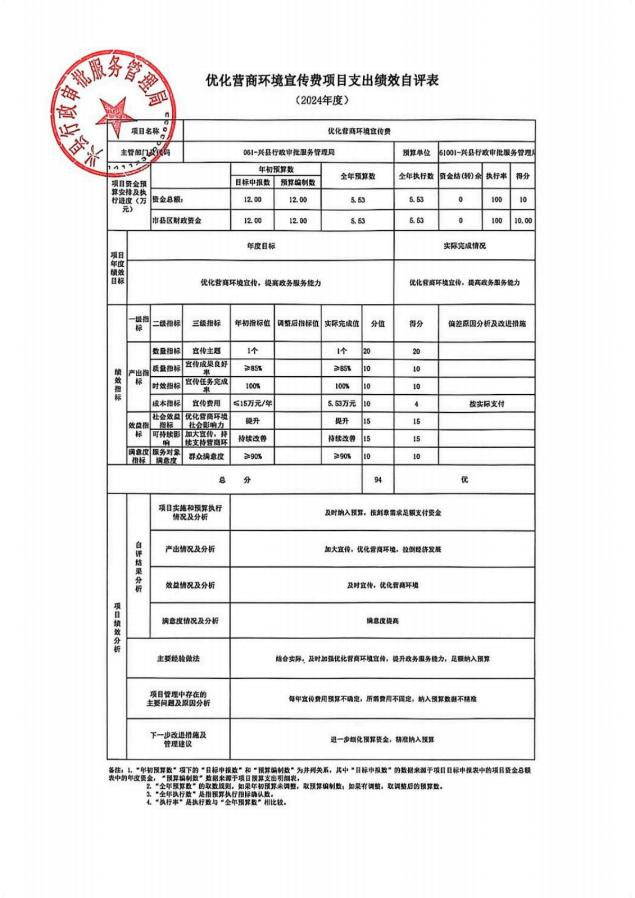 优化营商环境宣传费项目支出绩效自评表
（2024年度）
兴县行政审批服务管理局
项目名称 优化营商环境宣传费
主管部门及代码 061-兴县行政审批服务管理局 预算单位 61001-兴县行政审批服务管理
项目资金预算安排及执行进度（万元） 年初预算数 全年预算数 全年执行数 资金结(转)余 执行率 得分
目标申报数 预算编制数
资金总额: 12.00 12.00 5.53 5.53 0 100 10
市县区财政资金 12.00 12.00 5.53 5.53 0 100 10.00
项目年度绩效目标 年度目标 实际完成情况
优化营商环境宣传，提高政务服务能力 优化营商环境宣传，提高政务服务能力
绩效指标 一级指标 二级指标 三级指标 年初指标值 调整后指标值 实际完成值 分值 得分 偏差原因分析及改进措施
产出指标 数量指标 宣传主题 1个 1个 20 20
质量指标 宣传成果良好率 ≥85% ≥85% 10 10
时效指标 宣传任务完成率 100% 100% 10 10
成本指标 宣传费用 ≤15万元/年 5.53万元 10 4 按实际支付
效益指标 社会效益指标 优化营商环境社会影响力 提升 提升 15 15
可持续影响 加大宣传，持续支持营商环 持续改善 持续改善 15 15
满意度指标 服务对象满意度 群众满意度 ≥90% ≥90% 10 10
总 分 94 优
项目绩效分析 自评结果分析 项目实施和预算执行情况及分析 及时纳入预算，按刻章需求足额支付资金
产出情况及分析 加大宣传，优化营商环境，拉倒经济发展
效益情况及分析 及时宣传，优化营商环境
满意度情况及分析 满意度提高
主要经验做法 结合实际，及时加强优化营商环境宣传，提升政务服务能力，足额纳入预算
项目管理中存在的主要问题及原因分析 每年宣传费用预算不确定，所需费用不固定，纳入预算数据不精准
下一步改进措施及管理建议 进一步细化预算资金，精准纳入预算
备注：1.“年初预算数”项下的“目标申报数”和“预算编制数”为并列关系，其中“目标申报数”的数据来源于项目目标申报表中的项目资金总额
表中的年度资金，“预算编制数”数据来源于项目预算支出明细表。
2.“全年预算数”的取数规则，如果年初预算未调整，取预算编制数；如果有调整，取调整后的预算数。
3.“全年执行数”是指预算执行指标确认数。
4.“执行率”是执行数与“全年预算数”相比较。